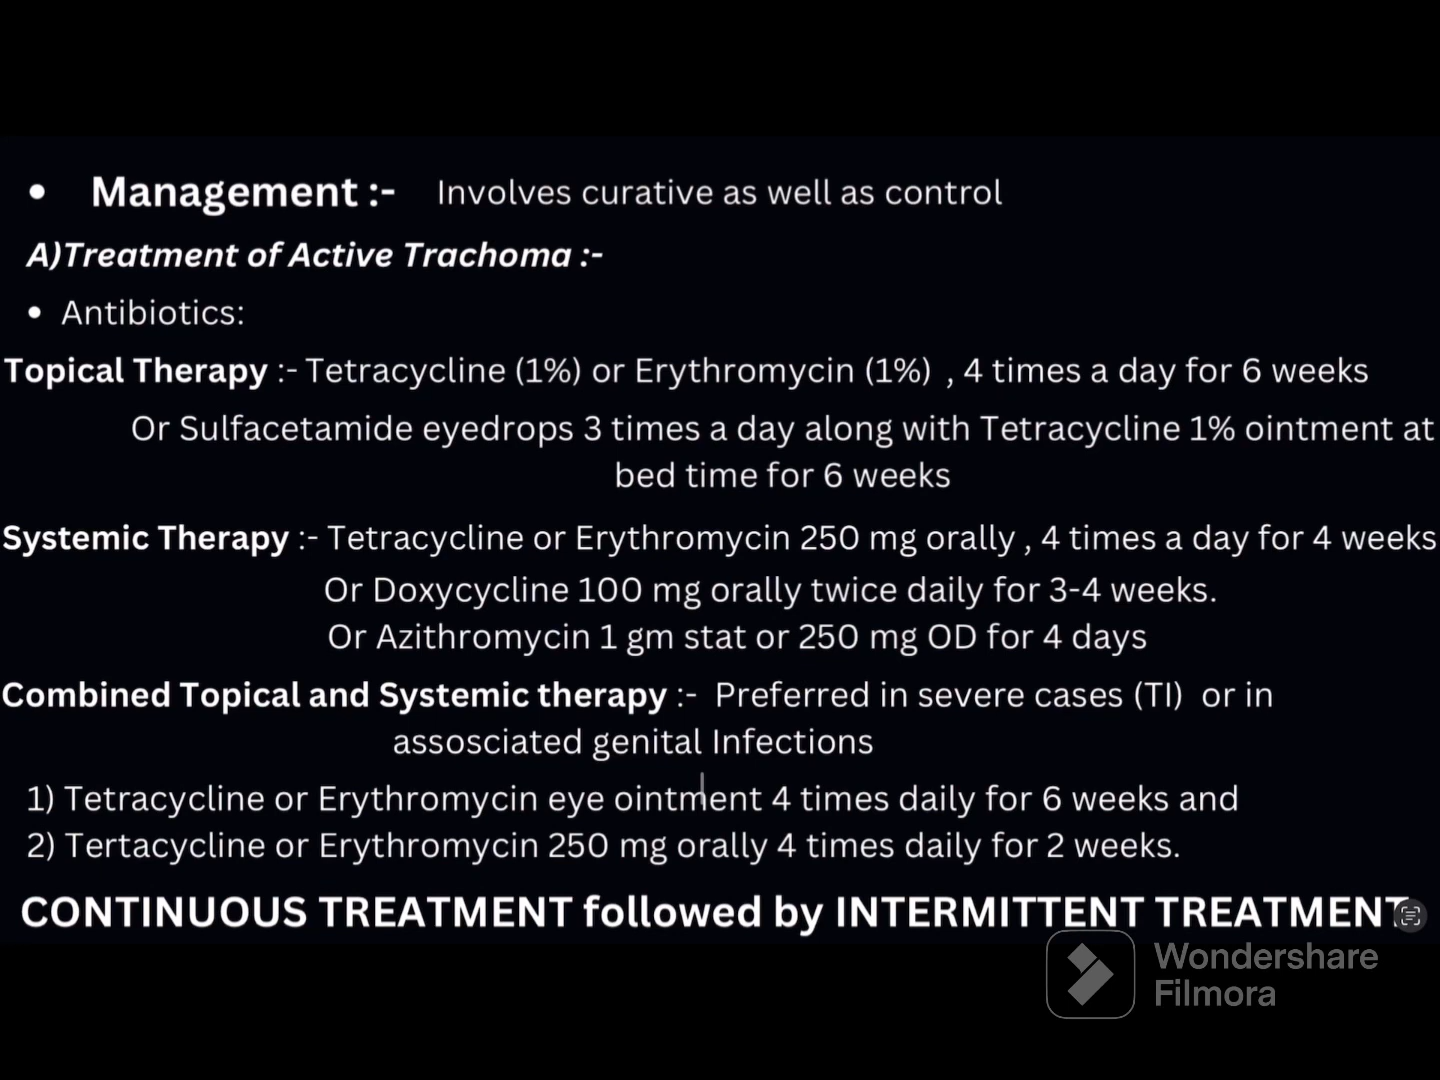 • Management :- Involves curative as well as control
A)Treatment of Active Trachoma :-
• Antibiotics:
Topical Therapy :- Tetracycline (1%) or Erythromycin (1%) , 4 times a day for 6 weeks
Or Sulfacetamide eyedrops 3 times a day along with Tetracycline 1% ointment at
bed time for 6 weeks
Systemic Therapy :- Tetracycline or Erythromycin 250 mg orally , 4 times a day for 4 weeks
Or Doxycycline 100 mg orally twice daily for 3-4 weeks.
Or Azithromycin 1 gm stat or 250 mg OD for 4 days
Combined Topical and Systemic therapy :- Preferred in severe cases (TI) or in
assosciated genital Infections
1) Tetracycline or Erythromycin eye ointment 4 times daily for 6 weeks and
2) Tertacycline or Erythromycin 250 mg orally 4 times daily for 2 weeks.
CONTINUOUS TREATMENT followed by INTERMITTENT TREATMENT
Wondershare
Filmora